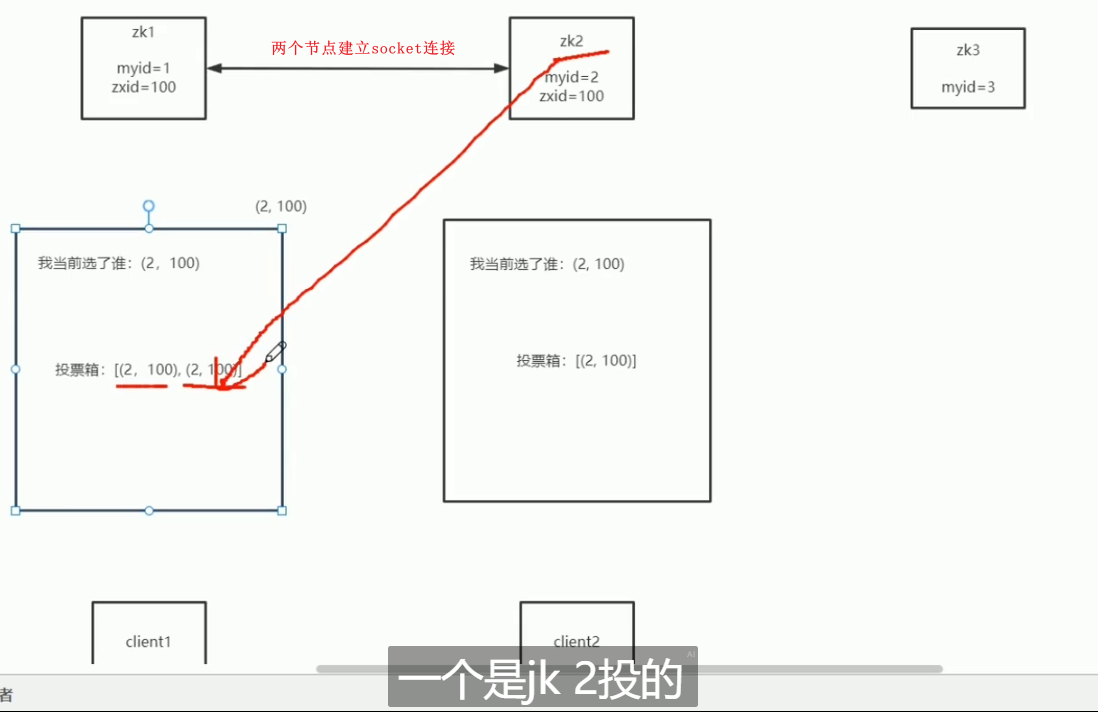 zk1
myid=1
zxid=100
两个节点建立socket连接
zk2
myid=2
zxid=100
zk3
myid=3
(2, 100)
我当前选了谁：(2，100)
投票箱：[(2，100), (2, 100)]
我当前选了谁：(2, 100)
投票箱：[(2, 100)]
client1
client2
AI
一个是jk 2投的
者